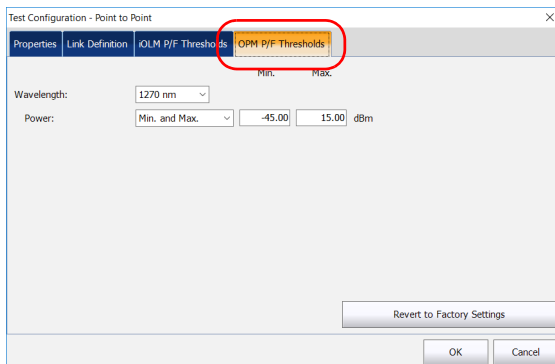 Test Configuration - Point to Point
Properties Link Definition iOLM P/F Thresholds OPM P/F Thresholds
Min. Max.
Wavelength: 1270 nm
Power: Min. and Max. -45.00 15.00 dBm
Revert to Factory Settings
OK Cancel